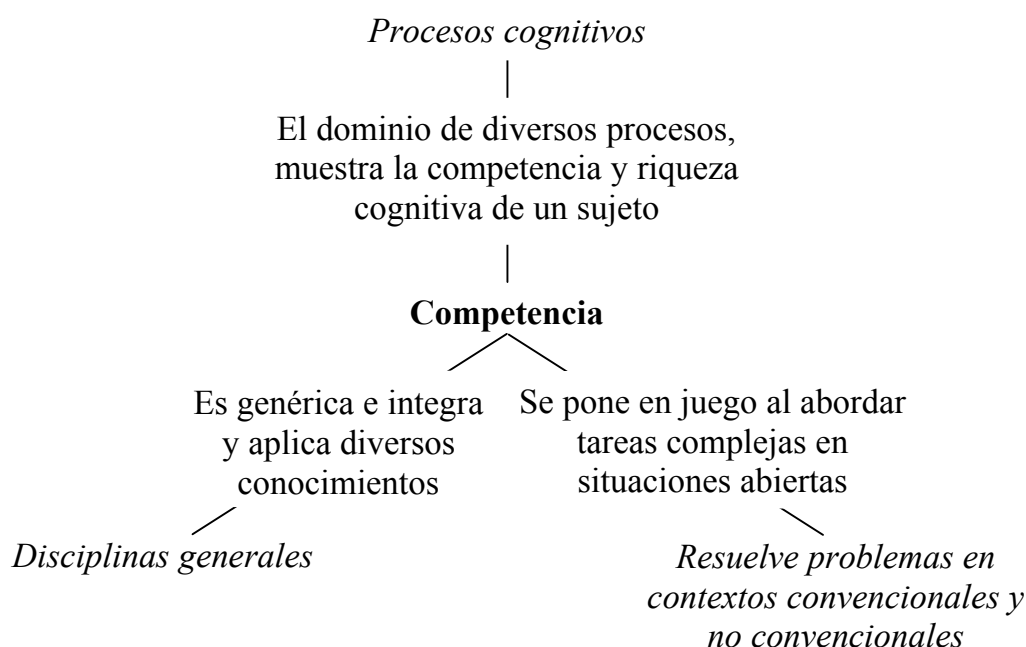 Procesos cognitivos
El dominio de diversos procesos,
muestra la competencia y riqueza
cognitiva de un sujeto
Competencia
Es genérica e integra
y aplica diversos
conocimientos
Se pone en juego al abordar
tareas complejas en
situaciones abiertas
Disciplinas generales
Resuelve problemas en
contextos convencionales y
no convencionales